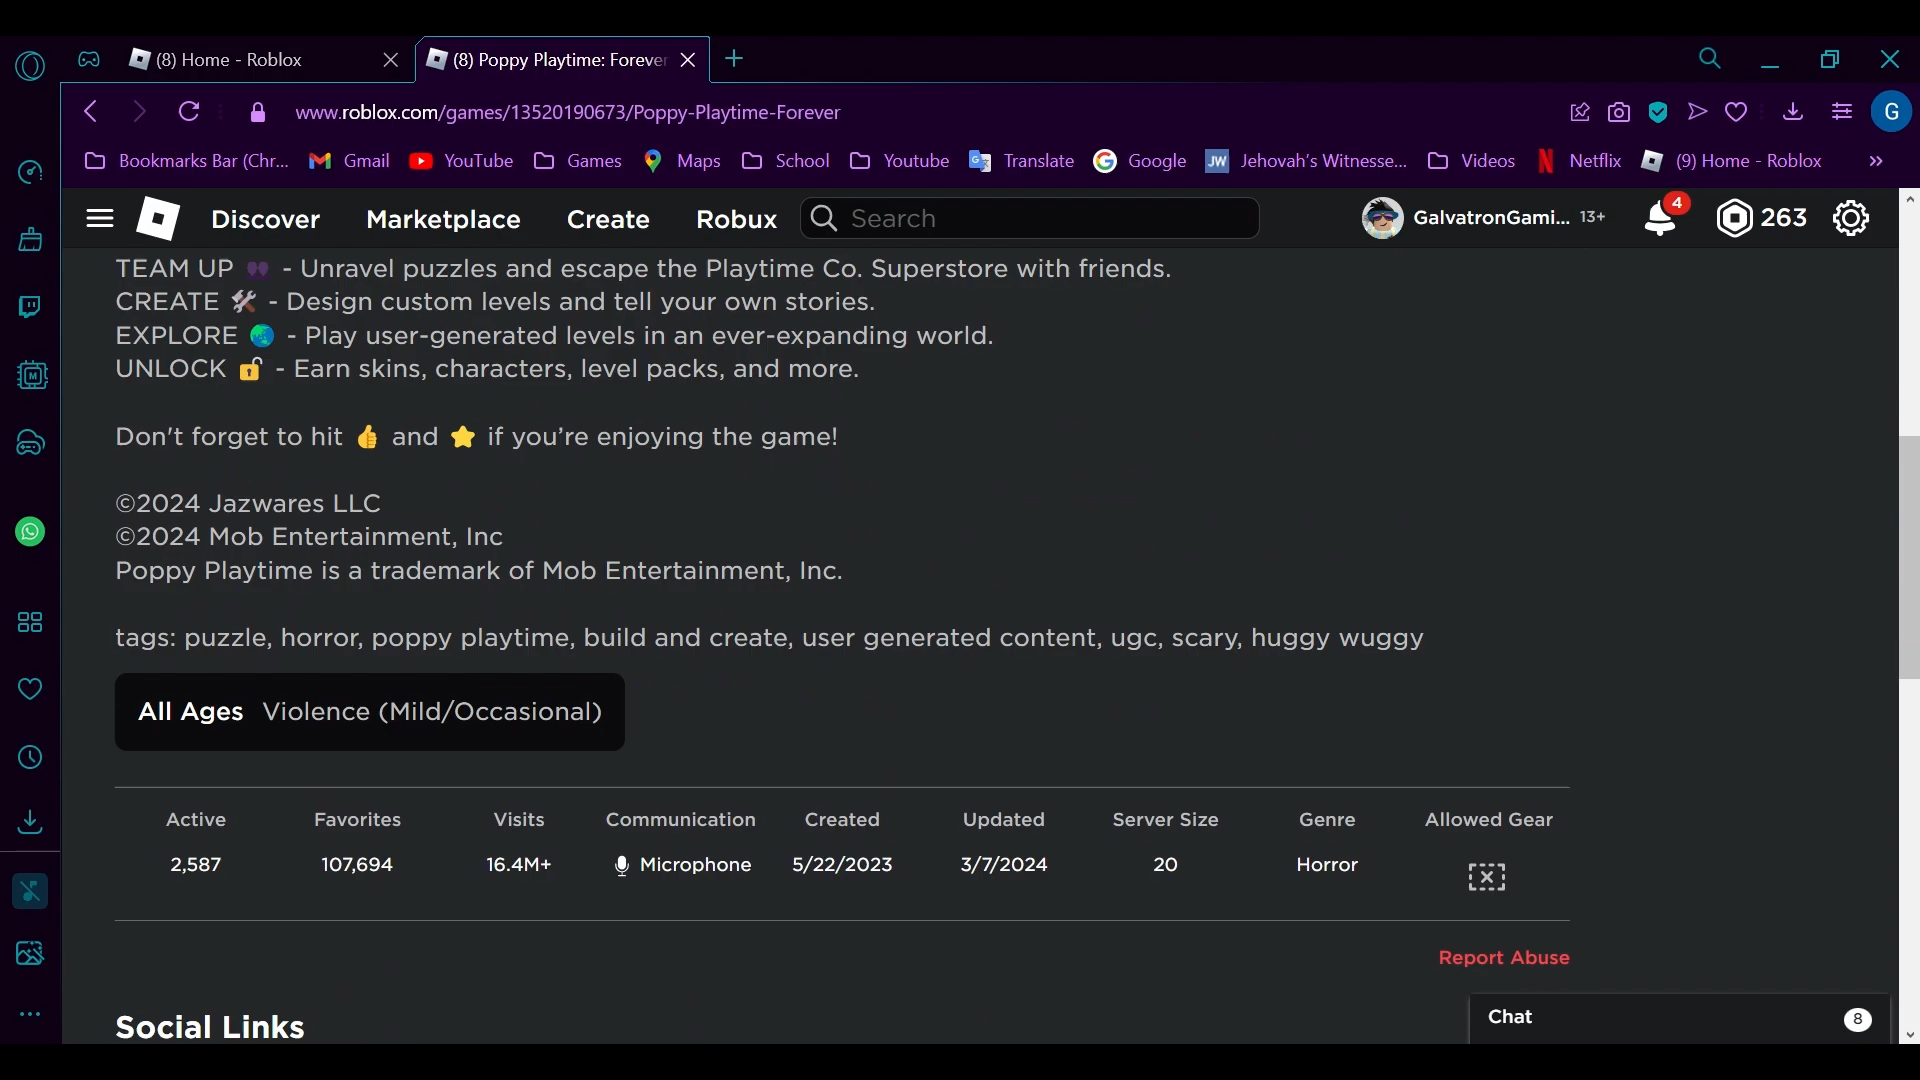 (8) Home - Roblox
(8) Poppy Playtime: Forever
www.roblox.com/games/13520190673/Poppy-Playtime-Forever
G
Bookmarks Bar (Chr...
Gmail
YouTube
Games
Maps
School
Youtube
Translate
Google
JW Jehovah's Witnesse...
Videos
Netflix
(9) Home - Roblox
Discover
Marketplace
Create
Robux
Search
GalvatronGami... 13+
4
263
TEAM UP 💜 - Unravel puzzles and escape the Playtime Co. Superstore with friends.
CREATE 🛠 - Design custom levels and tell your own stories.
EXPLORE 🌎 - Play user-generated levels in an ever-expanding world.
UNLOCK 🔓 - Earn skins, characters, level packs, and more.
Don't forget to hit 👍 and ⭐ if you’re enjoying the game!
©2024 Jazwares LLC
©2024 Mob Entertainment, Inc
Poppy Playtime is a trademark of Mob Entertainment, Inc.
tags: puzzle, horror, poppy playtime, build and create, user generated content, ugc, scary, huggy wuggy
All Ages Violence (Mild/Occasional)
Active Favorites Visits Communication Created Updated Server Size Genre Allowed Gear
2,587 107,694 16.4M+ Microphone 5/22/2023 3/7/2024 20 Horror
Report Abuse
Social Links
Chat 8